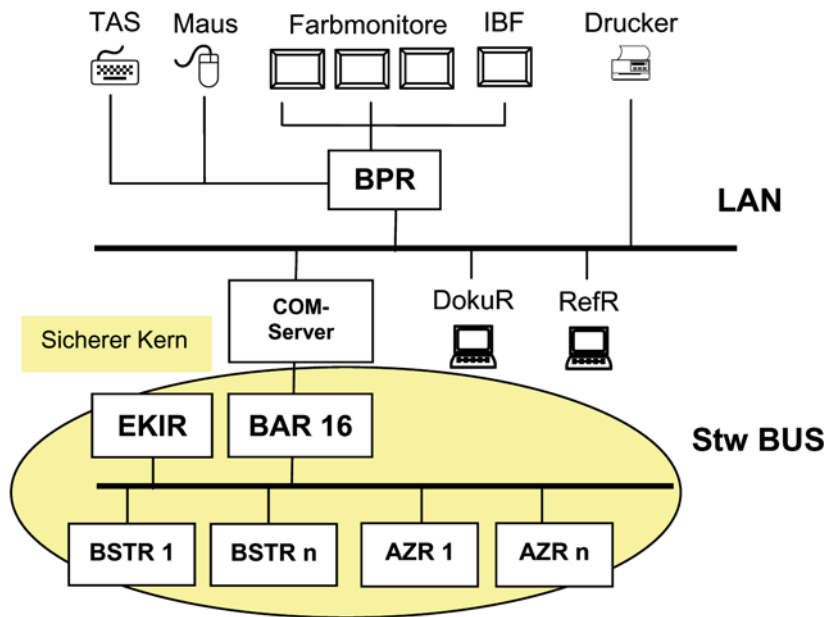 TAS
Maus
Farbmonitore
IBF
Drucker
BPR
LAN
COM-
Server
DokuR
RefR
Sicherer Kern
EKIR
BAR 16
Stw BUS
BSTR 1
BSTR n
AZR 1
AZR n